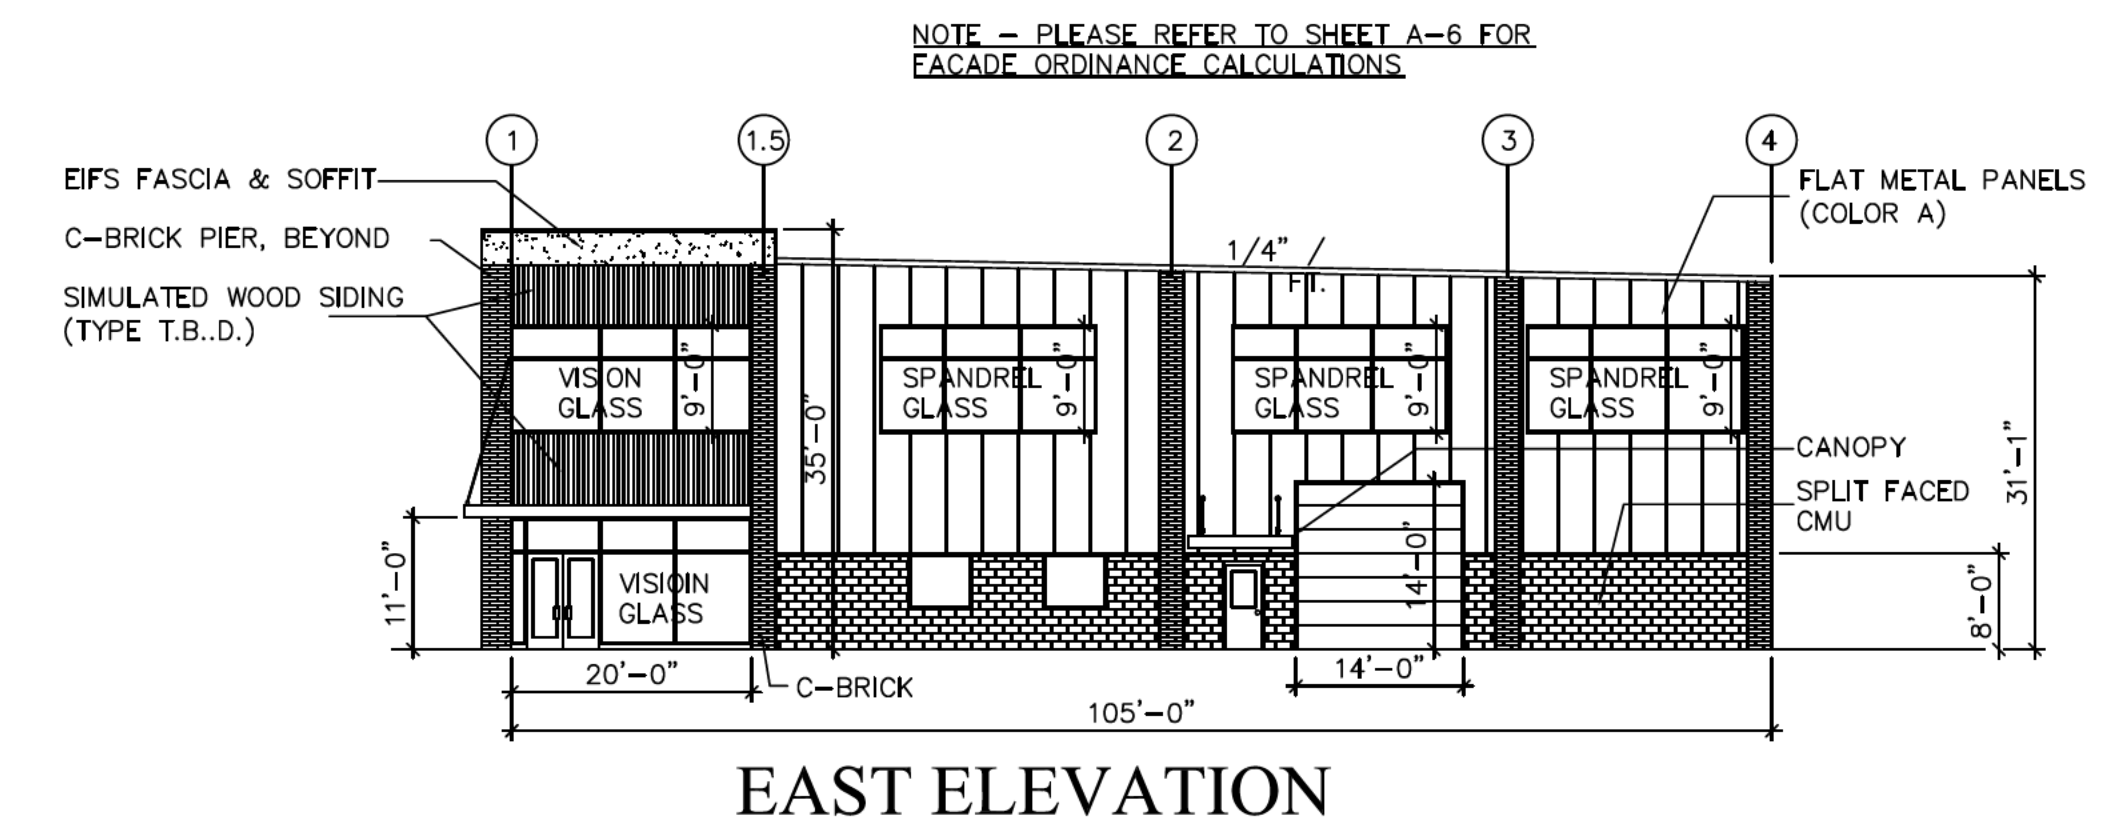 NOTE – PLEASE REFER TO SHEET A–6 FOR
FACADE ORDINANCE CALCULATIONS
1
1.5
2
3
4
EIFS FASCIA & SOFFIT
C–BRICK PIER, BEYOND
SIMULATED WOOD SIDING
(TYPE T.B..D.)
FLAT METAL PANELS
(COLOR A)
1/4" /
FT.
VISION
GLASS
9'–0"
35'–0"
SPANDREL
GLASS
9'–0"
SPANDREL
GLASS
9'–0"
SPANDREL
GLASS
9'–0"
CANOPY
SPLIT FACED
CMU
31'–1"
11'–0"
VISIOIN
GLASS
14'–0"
8'–0"
20'–0"
C–BRICK
14'–0"
105'–0"
EAST ELEVATION